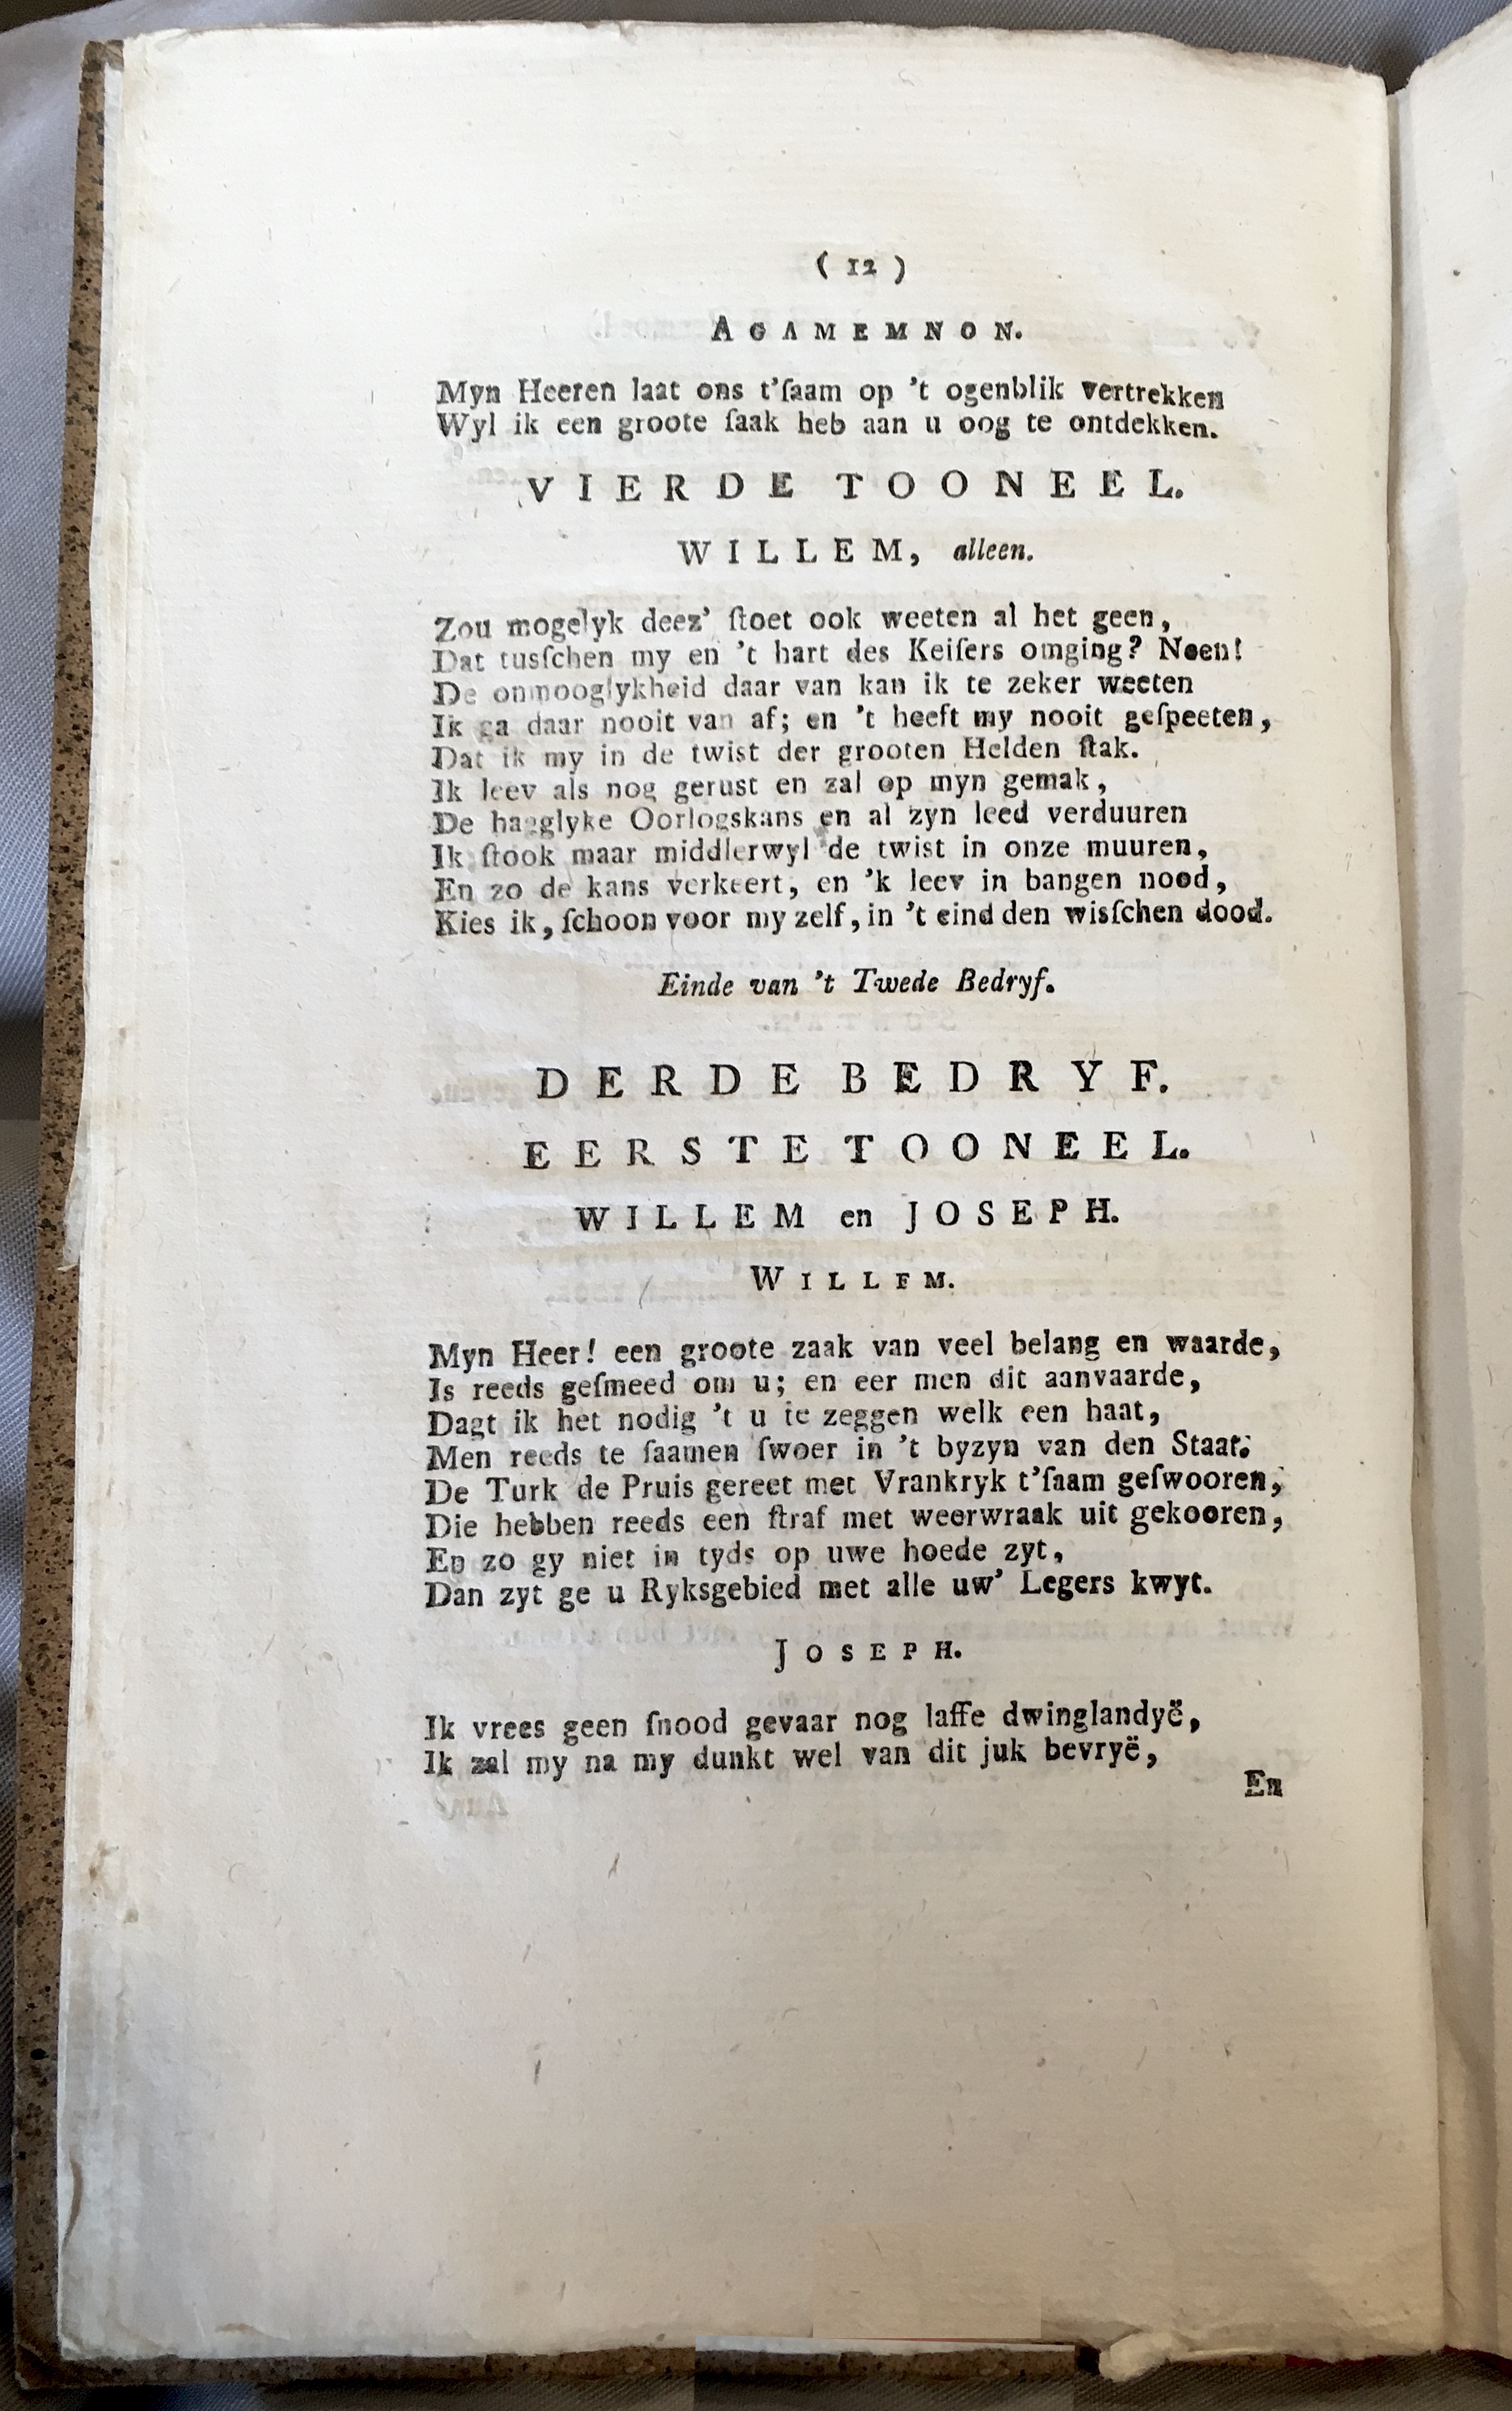 ( 12 )
AGAMEMNON.
Myn Heeren laat ons t'ſaam op 't ogenblik vertrekken
Wyl ik een groote ſaak heb aan u oog te ontdekken.
VIERDE TOONEEL.
WILLEM, alleen.
Zou mogelyk deez' ſtoet ook weeten al het geen,
Dat tusſchen my en 't hart des Keiſers omging? Neen!
De onmooglykheid daar van kan ik te zeker weeten
Ik ga daar nooit van af; en 't heeft my nooit geſpeeten,
Dat ik my in de twist der grooten Helden ſtak.
Ik leev als nog gerust en zal op myn gemak,
De hagglyke Oorlogskans en al zyn leed verduuren
Ik ſtook maar middlerwyl de twist in onze muuren,
En zo de kans verkeert, en 'k leev in bangen nood,
Kies ik, ſchoon voor my zelf, in 't eind den wisſchen dood.
Einde van 't Twede Bedryf.
DERDE BEDRYF.
EERSTE TOONEEL.
WILLEM en JOSEPH.
WILLEM.
Myn Heer! een groote zaak van veel belang en waarde,
Is reeds geſmeed om u; en eer men dit aanvaarde,
Dagt ik het nodig 't u te zeggen welk een haat,
Men reeds te ſaamen ſwoer in 't byzyn van den Staat:
De Turk de Pruis gereet met Vrankryk t'ſaam geſwooren,
Die hebben reeds een ſtraf met weerwraak uit gekooren,
En zo gy niet in tyds op uwe hoede zyt,
Dan zyt ge u Ryksgebied met alle uw' Legers kwyt.
JOSEPH.
Ik vrees geen ſnood gevaar nog laffe dwinglandyë,
Ik zal my na my dunkt wel van dit juk bevryë,
En